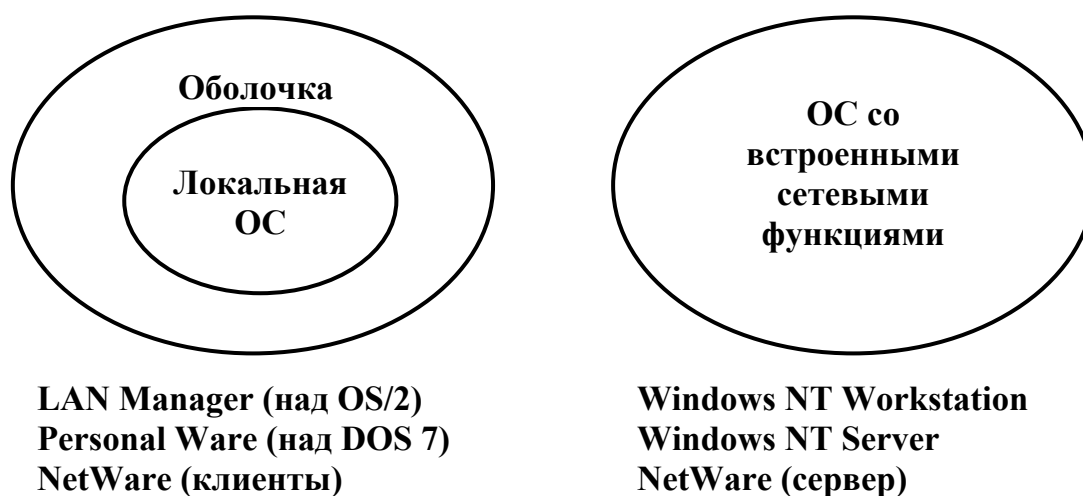 Оболочка
Локальная
ОС
LAN Manager (над OS/2)
Personal Ware (над DOS 7)
NetWare (клиенты)
ОС со
встроенными
сетевыми
функциями
Windows NT Workstation
Windows NT Server
NetWare (сервер)